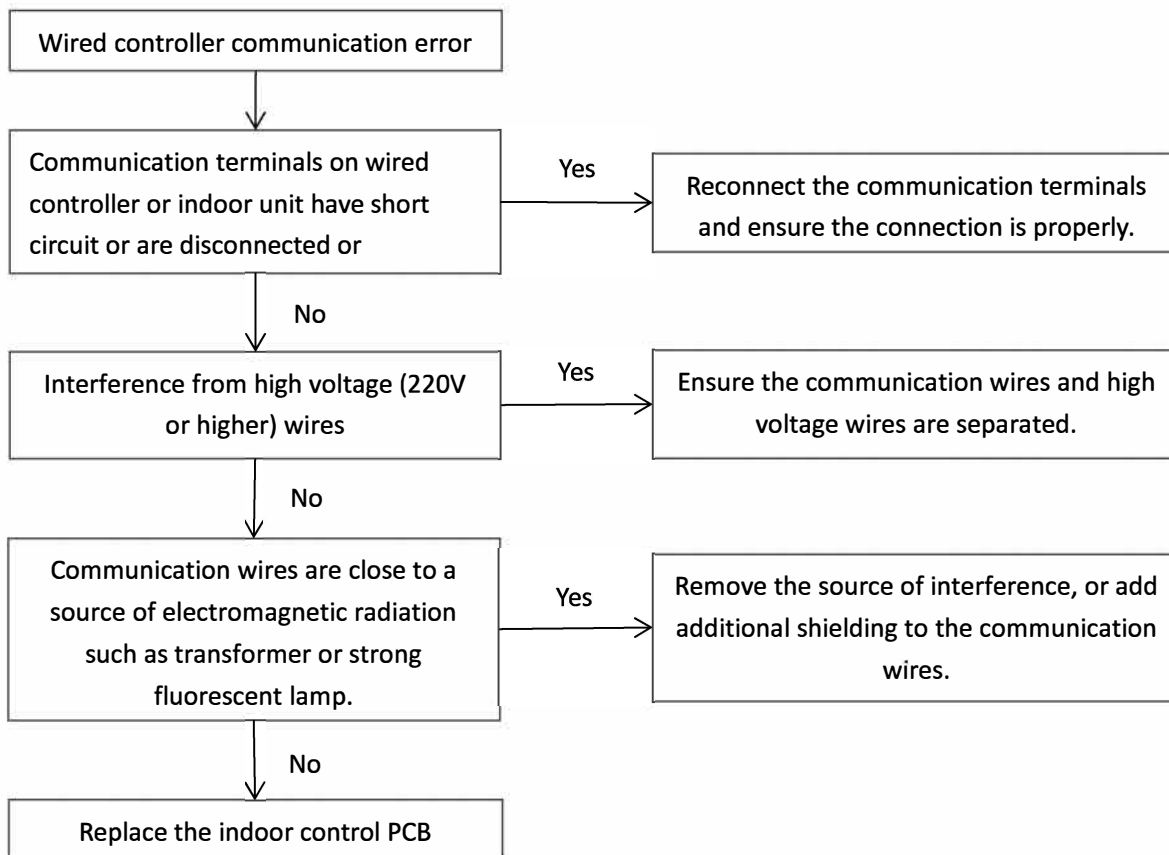 Wired controller communication error
Communication terminals on wired
controller or indoor unit have short
circuit or are disconnected or
Yes
Reconnect the communication terminals
and ensure the connection is properly.
No
Interference from high voltage (220V
or higher) wires
Yes
Ensure the communication wires and high
voltage wires are separated.
No
Communication wires are close to a
source of electromagnetic radiation
such as transformer or strong
fluorescent lamp.
Yes
Remove the source of interference, or add
additional shielding to the communication
wires.
No
Replace the indoor control PCB